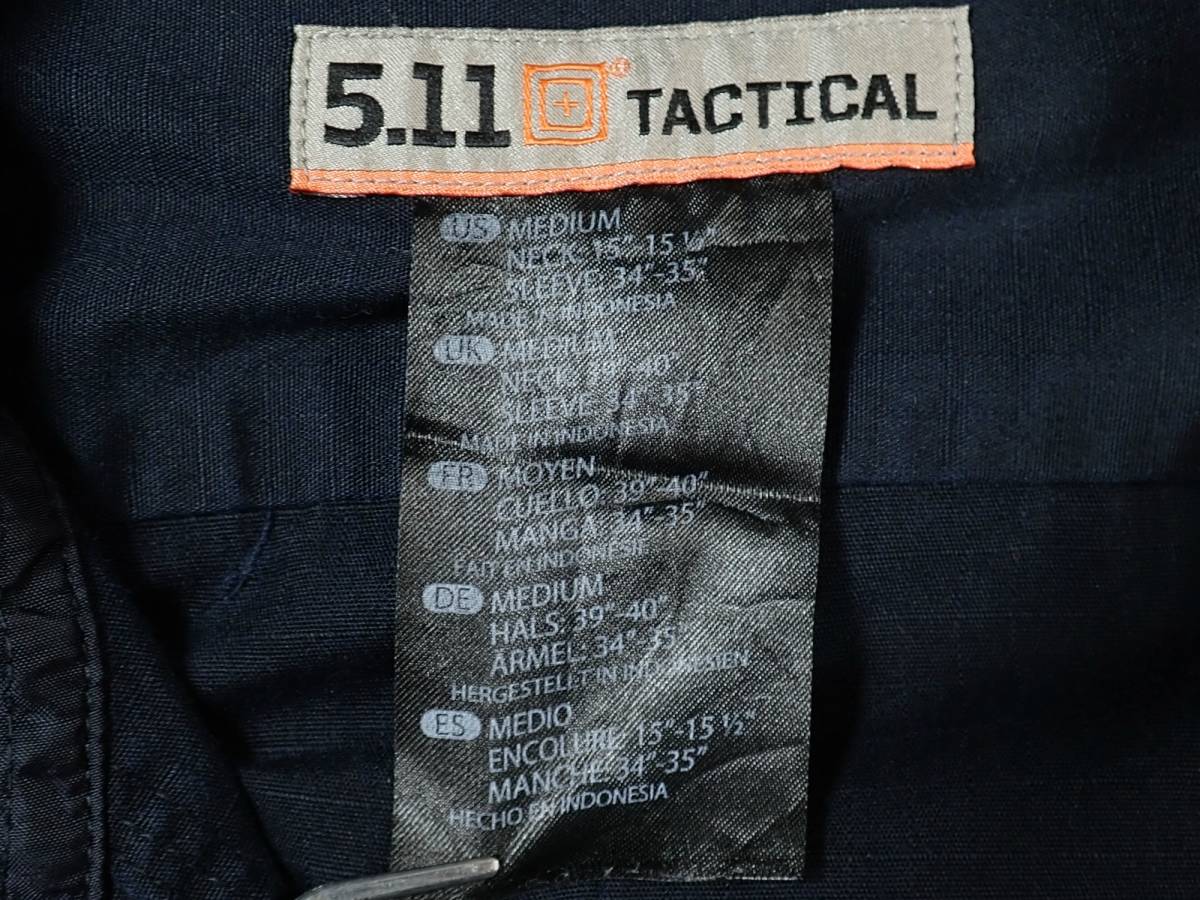 5.11 ® TACTICAL
US MEDIUM
NECK: 15"-15 ½"
SLEEVE: 34"-35"
MADE IN INDONESIA
UK MEDIUM
NECK: 39"-40"
SLEEVE: 34"-35"
MADE IN INDONESIA
FR MOYEN
CUELLO: 39"-40"
MANGA: 34"-35"
FAIT EN INDONESIE
DE MEDIUM
HALS: 39"-40"
ÄRMEL: 34"-35"
HERGESTELLT IN INDONESIEN
ES MEDIO
ENCOLURE: 15"-15 ½"
MANCHE: 34"-35"
HECHO EN INDONESIA